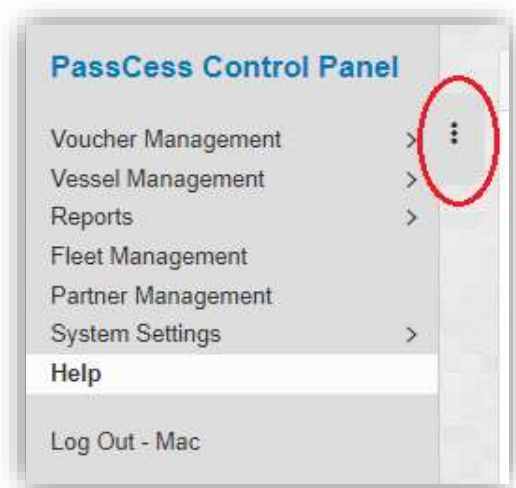 PassCess Control Panel
Voucher Management
Vessel Management
Reports
Fleet Management
Partner Management
System Settings
Help
Log Out - Mac